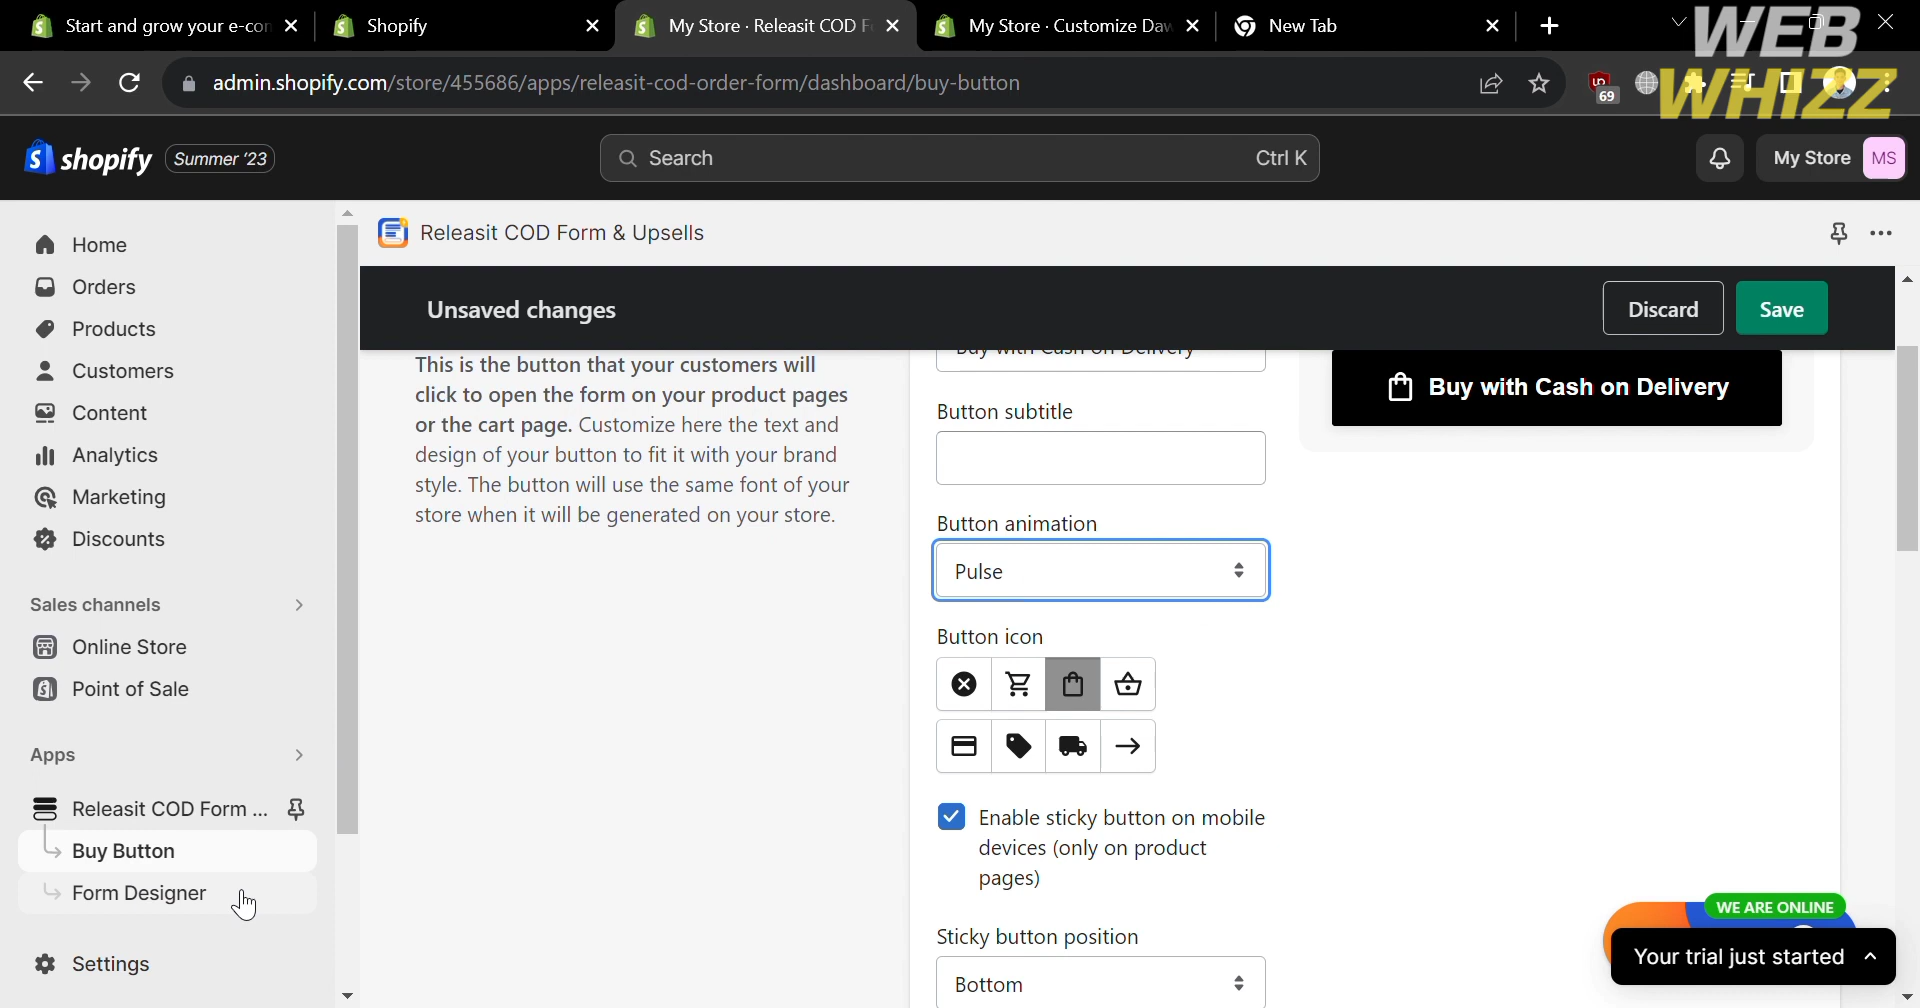 Start and grow your e-con
Shopify
My Store · Releasit COD F
My Store · Customize Daw
New Tab
WEB
WHIZZ
admin.shopify.com/store/455686/apps/releasit-cod-order-form/dashboard/buy-button
69
shopify
Summer '23
Search
Ctrl K
My Store
MS
Home
Orders
Products
Customers
Content
Analytics
Marketing
Discounts
Sales channels
Online Store
Point of Sale
Apps
Releasit COD Form ...
Buy Button
Form Designer
Settings
Releasit COD Form & Upsells
Unsaved changes
Discard
Save
This is the button that your customers will
click to open the form on your product pages
or the cart page. Customize here the text and
design of your button to fit it with your brand
style. The button will use the same font of your
store when it will be generated on your store.
Buy with Cash on Delivery
Button subtitle
Button animation
Pulse
Button icon
Enable sticky button on mobile
devices (only on product
pages)
Sticky button position
Bottom
Buy with Cash on Delivery
WE ARE ONLINE
Your trial just started